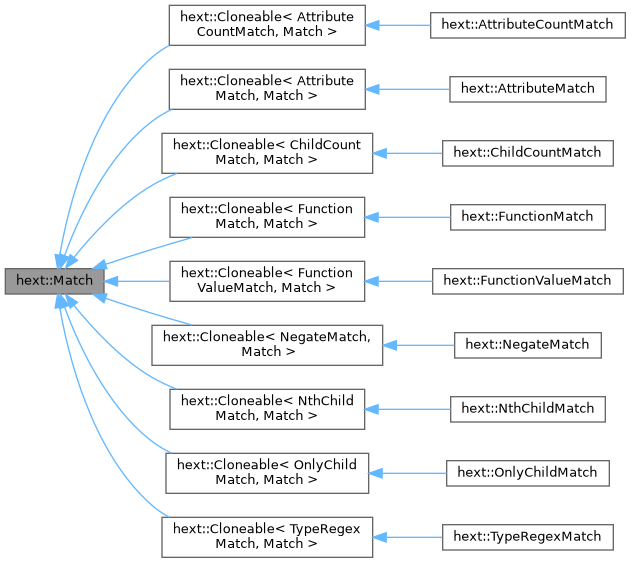 hext::Cloneable< Attribute
CountMatch, Match >
hext::AttributeCountMatch
hext::Cloneable< Attribute
Match, Match >
hext::AttributeMatch
hext::Cloneable< ChildCount
Match, Match >
hext::ChildCountMatch
hext::Cloneable< Function
Match, Match >
hext::FunctionMatch
hext::Match
hext::Cloneable< Function
ValueMatch, Match >
hext::FunctionValueMatch
hext::Cloneable< NegateMatch,
Match >
hext::NegateMatch
hext::Cloneable< NthChild
Match, Match >
hext::NthChildMatch
hext::Cloneable< OnlyChild
Match, Match >
hext::OnlyChildMatch
hext::Cloneable< TypeRegex
Match, Match >
hext::TypeRegexMatch